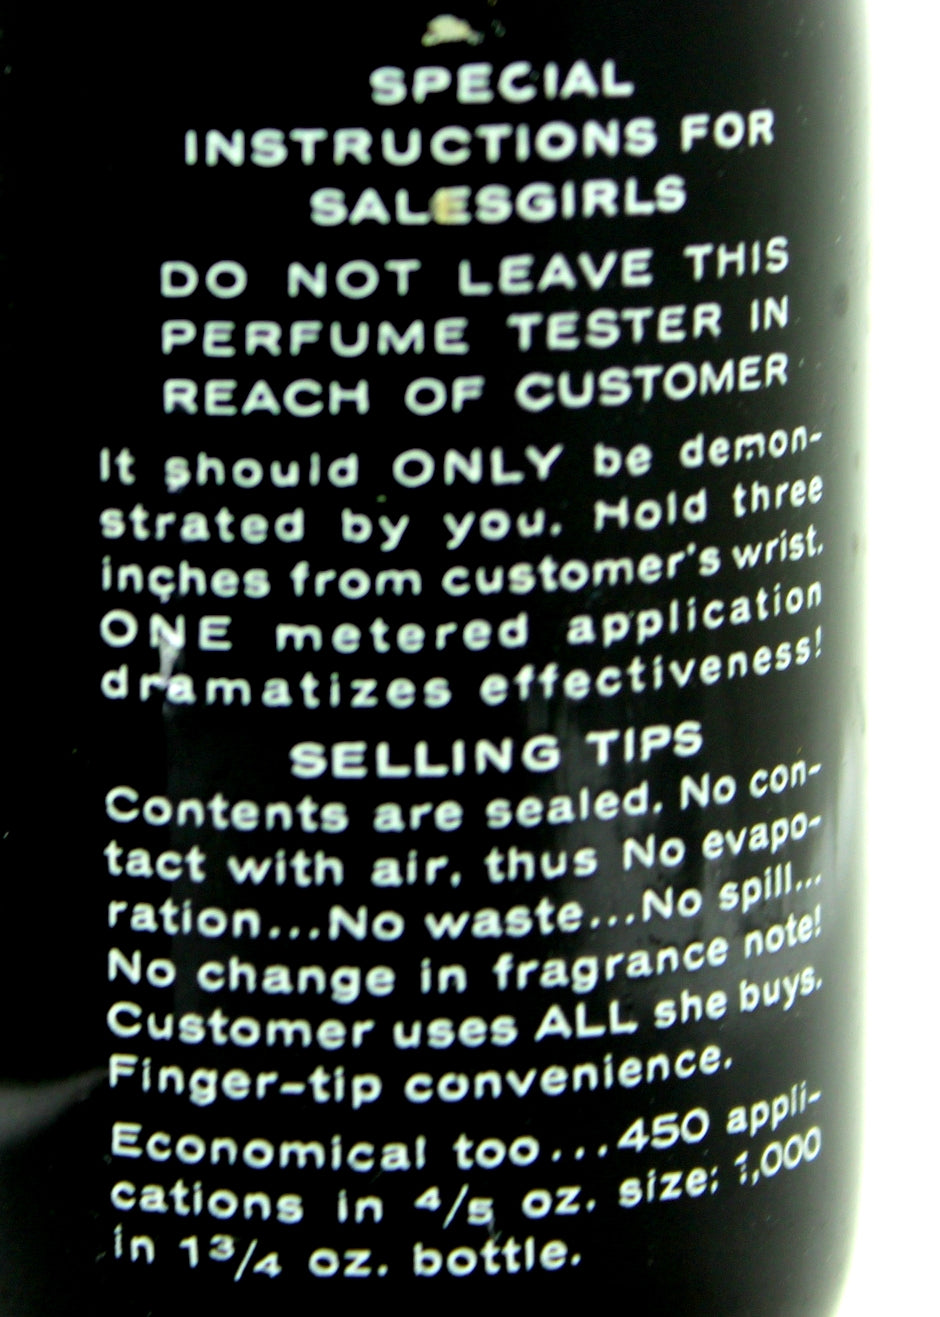 SPECIAL
INSTRUCTIONS FOR
SALESGIRLS
DO NOT LEAVE THIS
PERFUME TESTER IN
REACH OF CUSTOMER
It should ONLY be demon-
strated by you. Hold three
inches from customer's wrist.
ONE metered application
dramatizes effectiveness!
SELLING TIPS
Contents are sealed. No con-
tact with air, thus No evapo-
ration...No waste...No spill...
No change in fragrance note!
Customer uses ALL she buys.
Finger-tip convenience.
Economical too...450 appli-
cations in 4/5 oz. size; 1,000
in 1 3/4 oz. bottle.